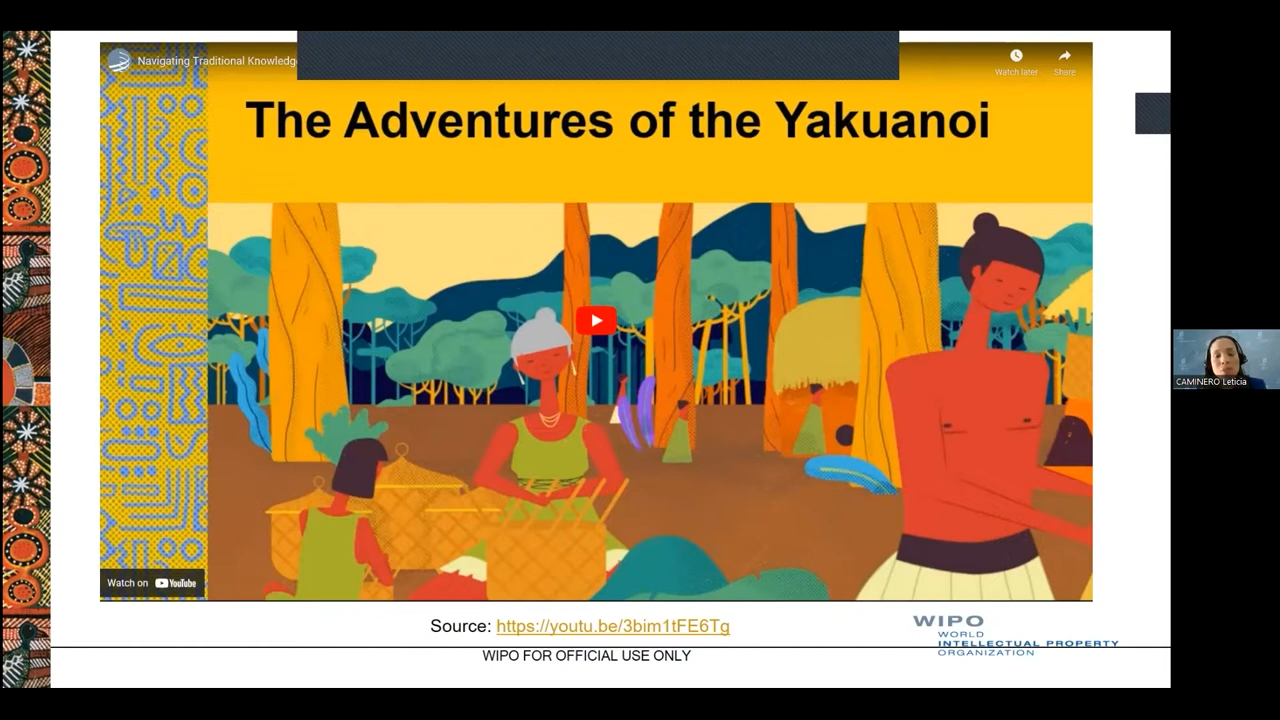 Navigating Traditional Knowledge
Watch later
Share
The Adventures of the Yakuanoi
Watch on YouTube
CAMINERO Leticia
Source: https://youtu.be/3bim1tFE6Tg
WIPO
WORLD
INTELLECTUAL PROPERTY
ORGANIZATION
WIPO FOR OFFICIAL USE ONLY